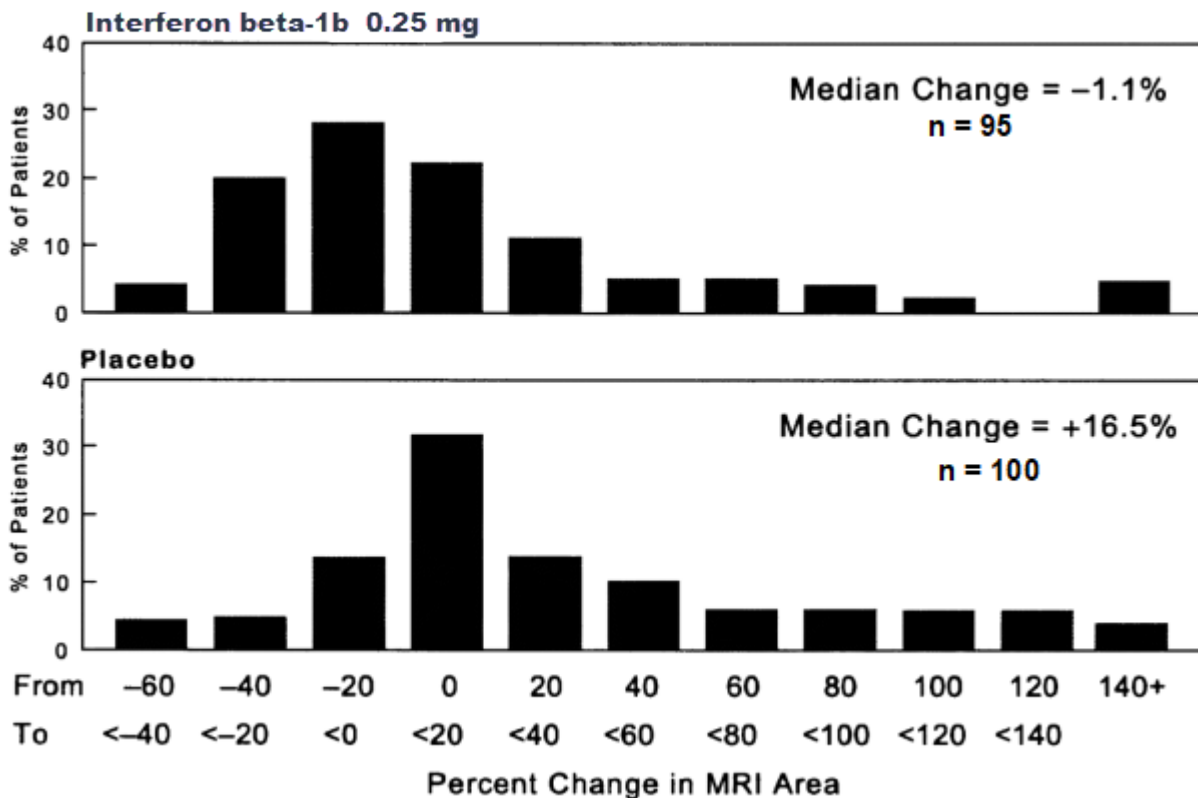 Interferon beta-1b 0.25 mg
40
30
20
10
0
% of Patients
Median Change = –1.1%
n = 95
Placebo
40
30
20
10
0
% of Patients
Median Change = +16.5%
n = 100
From –60 –40 –20 0 20 40 60 80 100 120 140+
To <–40 <–20 <0 <20 <40 <60 <80 <100 <120 <140
Percent Change in MRI Area